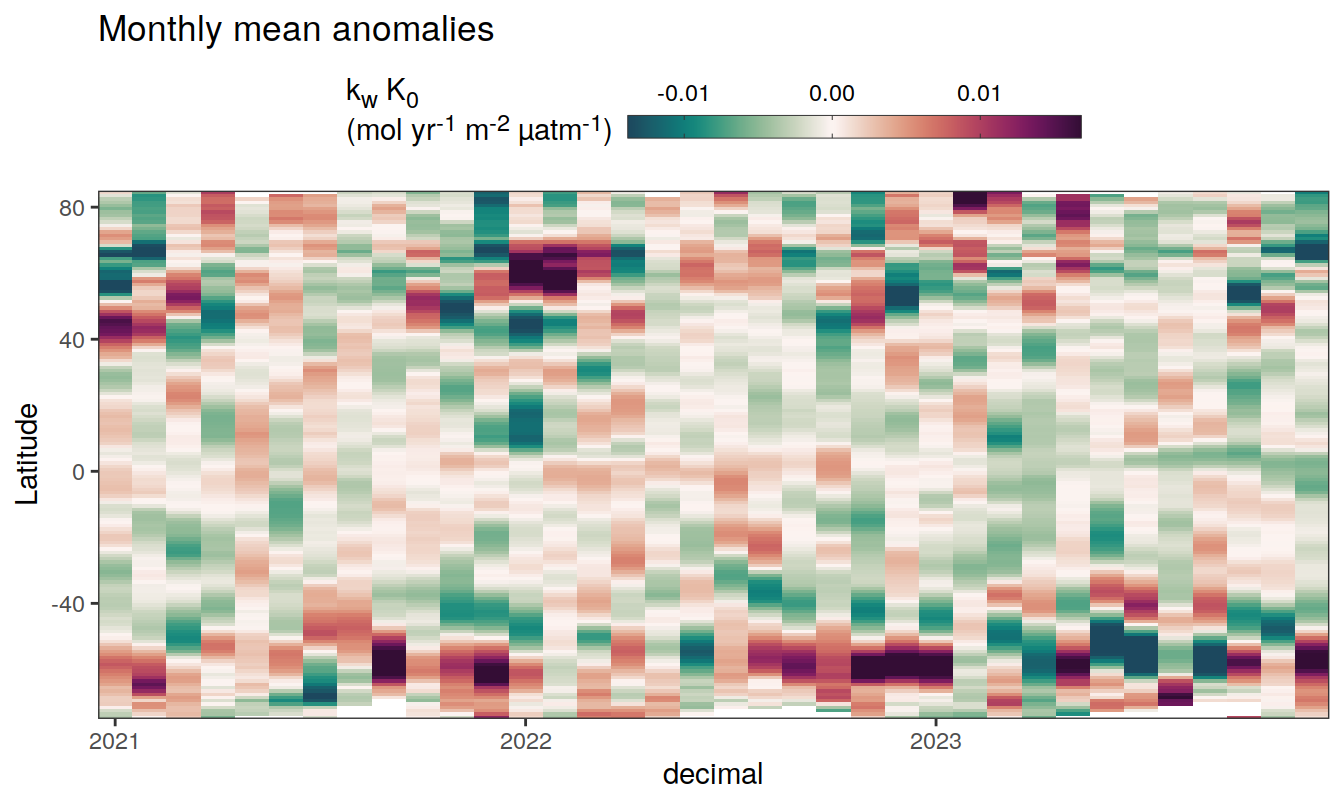 Monthly mean anomalies
k_w K_0
(mol yr⁻¹ m⁻² µatm⁻¹)
-0.01 0.00 0.01
Latitude
80
40
0
-40
2021 2022 2023
decimal